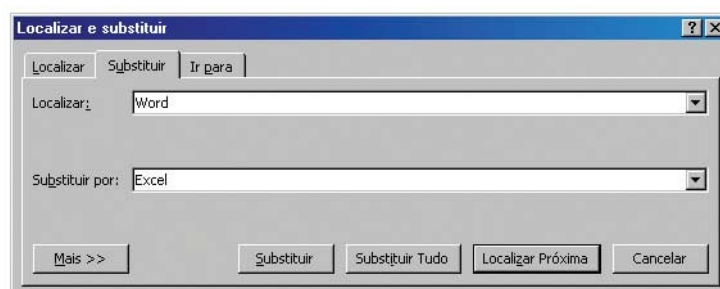 Localizar e substituir
Localizar Substituir Ir para
Localizar: Word
Substituir por: Excel
Mais >> Substituir Substituir Tudo Localizar Próxima Cancelar